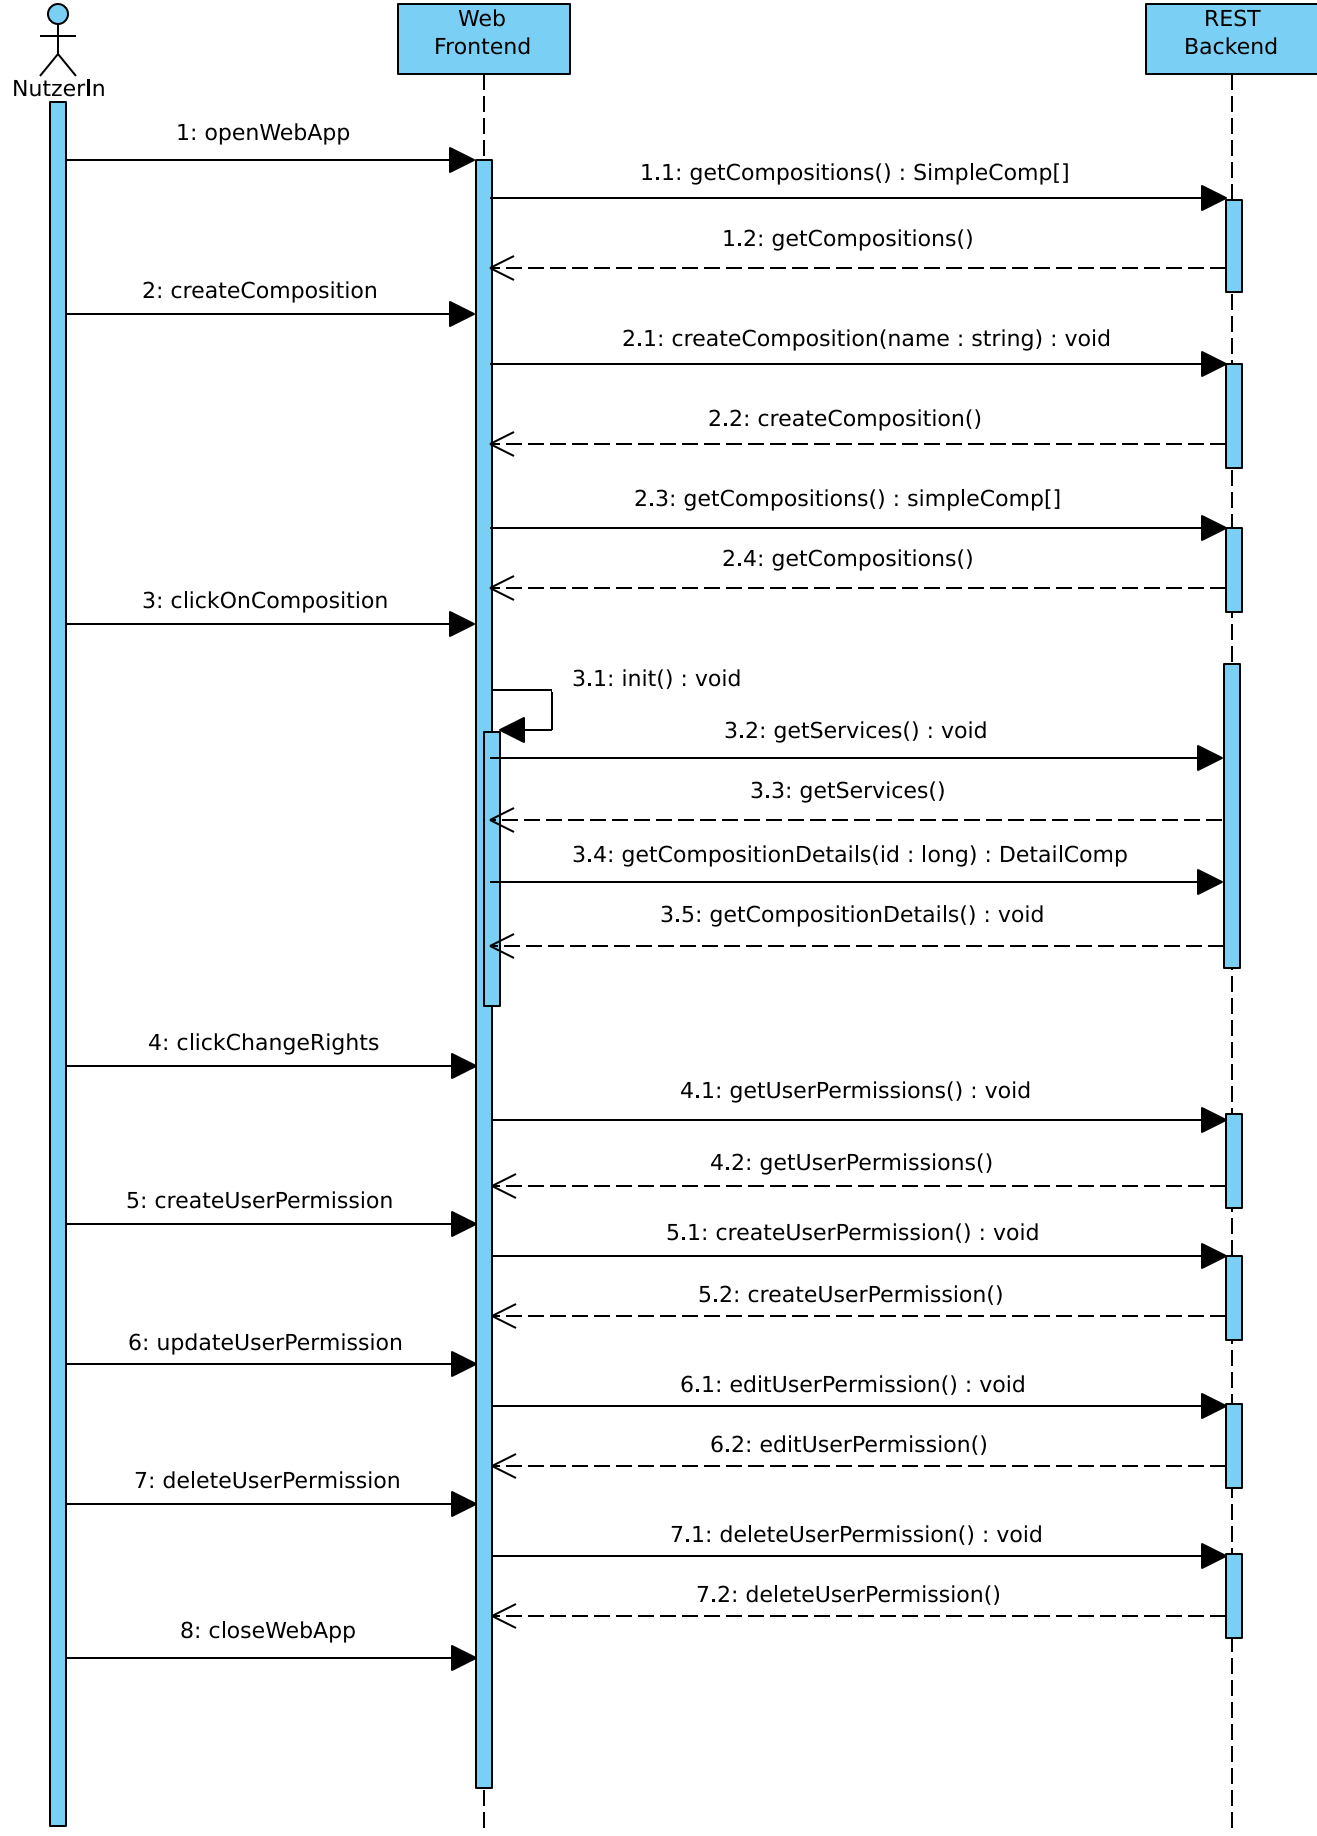 Web
Frontend
REST
Backend
NutzerIn
1: openWebApp
1.1: getCompositions() : SimpleComp[]
1.2: getCompositions()
2: createComposition
2.1: createComposition(name : string) : void
2.2: createComposition()
2.3: getCompositions() : simpleComp[]
2.4: getCompositions()
3: clickOnComposition
3.1: init() : void
3.2: getServices() : void
3.3: getServices()
3.4: getCompositionDetails(id : long) : DetailComp
3.5: getCompositionDetails() : void
4: clickChangeRights
4.1: getUserPermissions() : void
4.2: getUserPermissions()
5: createUserPermission
5.1: createUserPermission() : void
5.2: createUserPermission()
6: updateUserPermission
6.1: editUserPermission() : void
6.2: editUserPermission()
7: deleteUserPermission
7.1: deleteUserPermission() : void
7.2: deleteUserPermission()
8: closeWebApp